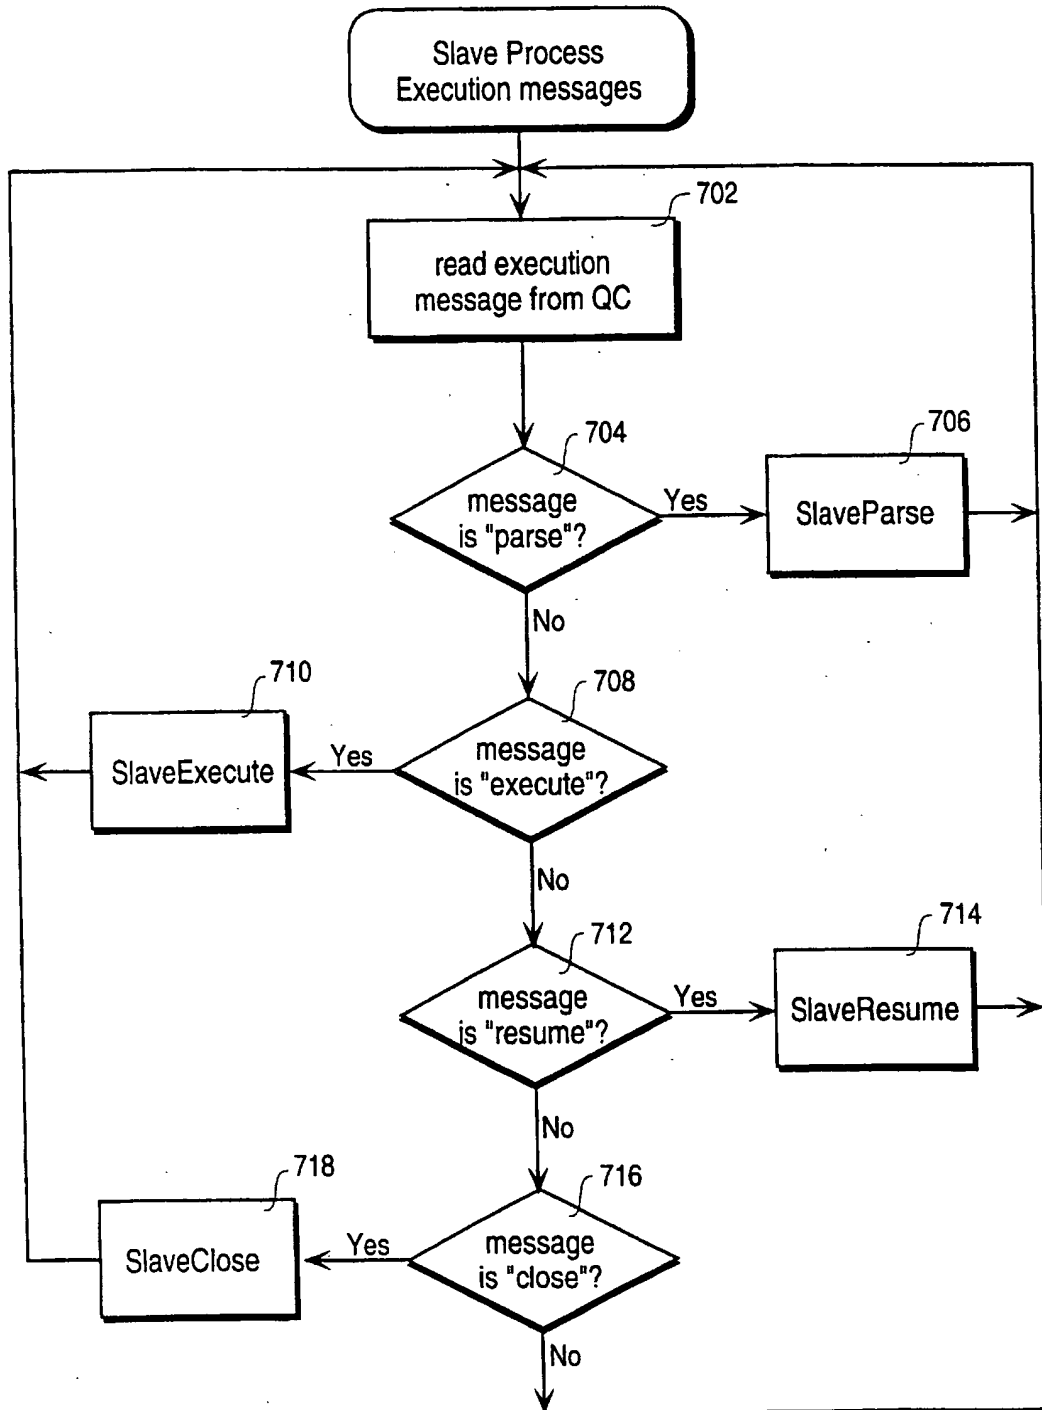 Slave Process
Execution messages
702
read execution
message from QC
704
706
message
is "parse"?
Yes
SlaveParse
No
710
708
SlaveExecute
Yes
message
is "execute"?
No
712
714
message
is "resume"?
Yes
SlaveResume
No
718
716
SlaveClose
Yes
message
is "close"?
No